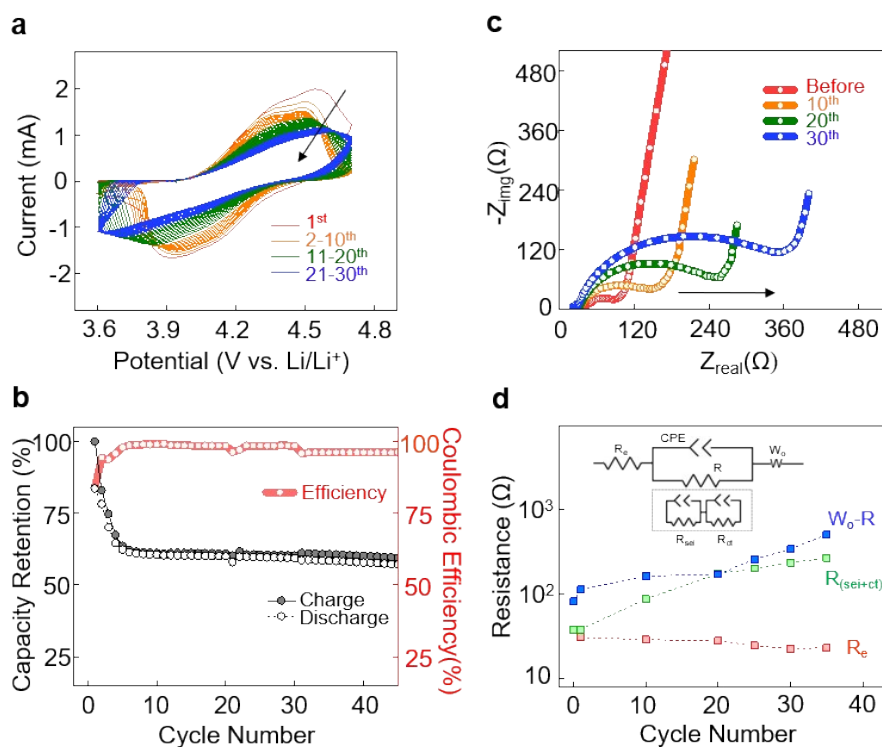 a
2
1
0
-1
-2
Current (mA)
1st
2-10th
11-20th
21-30th
3.6 3.9 4.2 4.5 4.8
Potential (V vs. Li/Li+)
c
480
360
240
120
0
-Zimg(Ω)
Before
10th
20th
30th
0 120 240 360 480
Zreal(Ω)
b
100
75
50
25
Capacity Retention (%)
Efficiency
Charge
Discharge
100
75
50
25
Coulombic Efficiency(%)
0 10 20 30 40
Cycle Number
d
CPE
Re
R
Wo
W
Rsei
Rct
10³
10²
10
Resistance (Ω)
Wo-R
R(sei+ct)
Re
0 10 20 30 40
Cycle Number